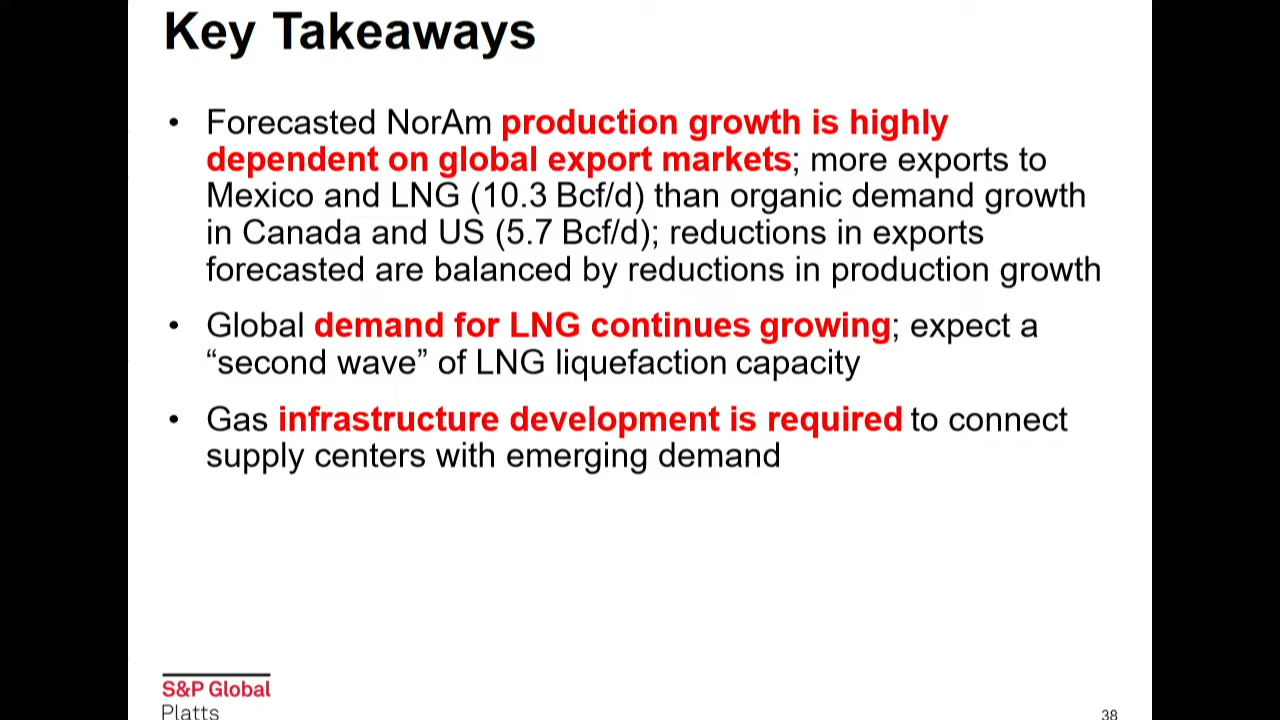 Key Takeaways
• Forecasted NorAm production growth is highly
dependent on global export markets; more exports to
Mexico and LNG (10.3 Bcf/d) than organic demand growth
in Canada and US (5.7 Bcf/d); reductions in exports
forecasted are balanced by reductions in production growth
• Global demand for LNG continues growing; expect a
“second wave” of LNG liquefaction capacity
• Gas infrastructure development is required to connect
supply centers with emerging demand
S&P Global
Platts
38